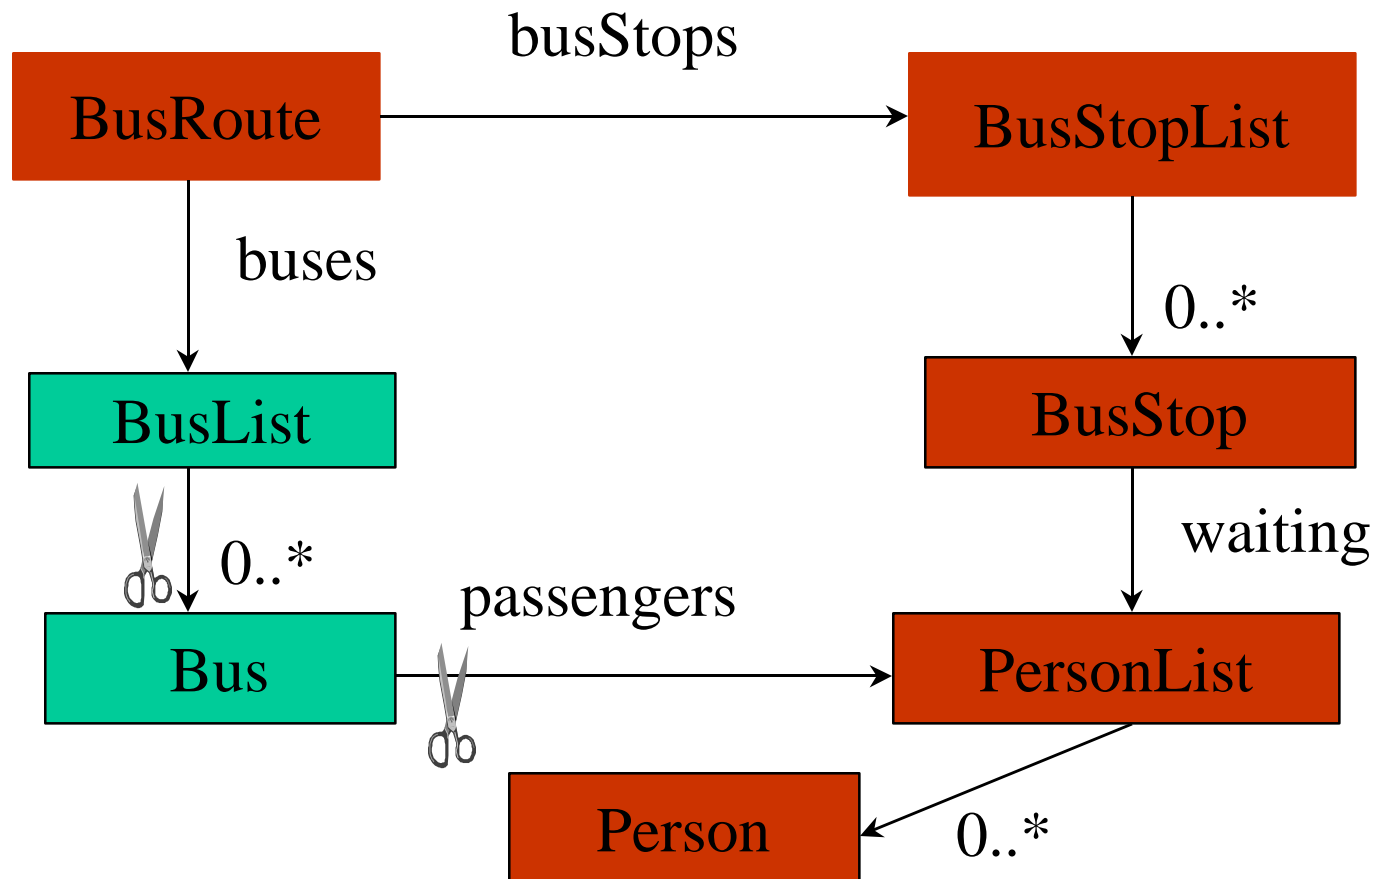 busStops
BusRoute
BusStopList
buses
0..*
BusList
BusStop
waiting
0..*
passengers
Bus
PersonList
Person
0..*